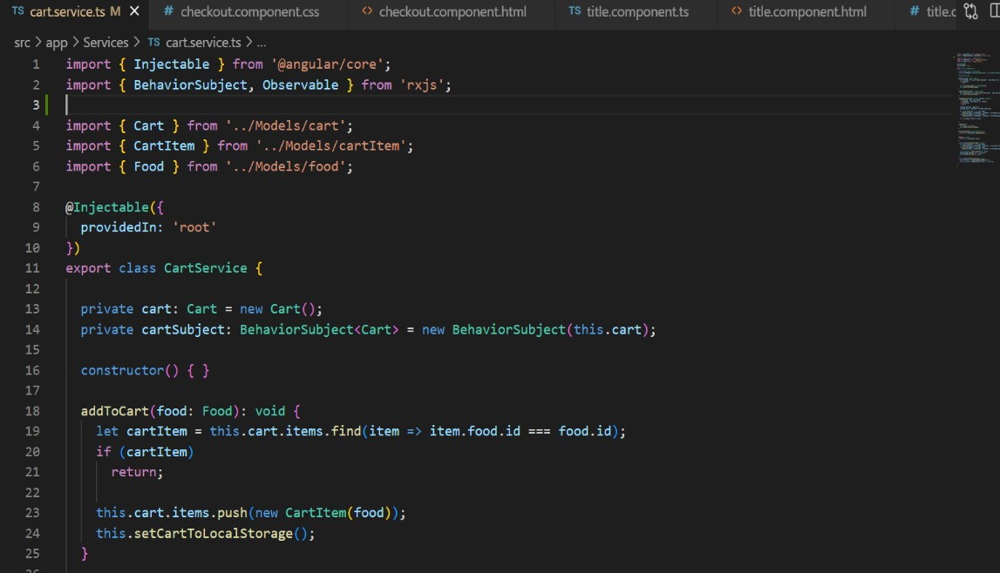 TS cart.service.ts M X # checkout.component.css <> checkout.component.html TS title.component.ts <> title.component.html # title.c
src > app > Services > TS cart.service.ts > ...
1 import { Injectable } from '@angular/core';
2 import { BehaviorSubject, Observable } from 'rxjs';
3
4 import { Cart } from '../Models/cart';
5 import { CartItem } from '../Models/cartItem';
6 import { Food } from '../Models/food';
7
8 @Injectable({
9 providedIn: 'root'
10 })
11 export class CartService {
12
13 private cart: Cart = new Cart();
14 private cartSubject: BehaviorSubject<Cart> = new BehaviorSubject(this.cart);
15
16 constructor() { }
17
18 addToCart(food: Food): void {
19 let cartItem = this.cart.items.find(item => item.food.id === food.id);
20 if (cartItem)
21 return;
22
23 this.cart.items.push(new CartItem(food));
24 this.setCartToLocalStorage();
25 }